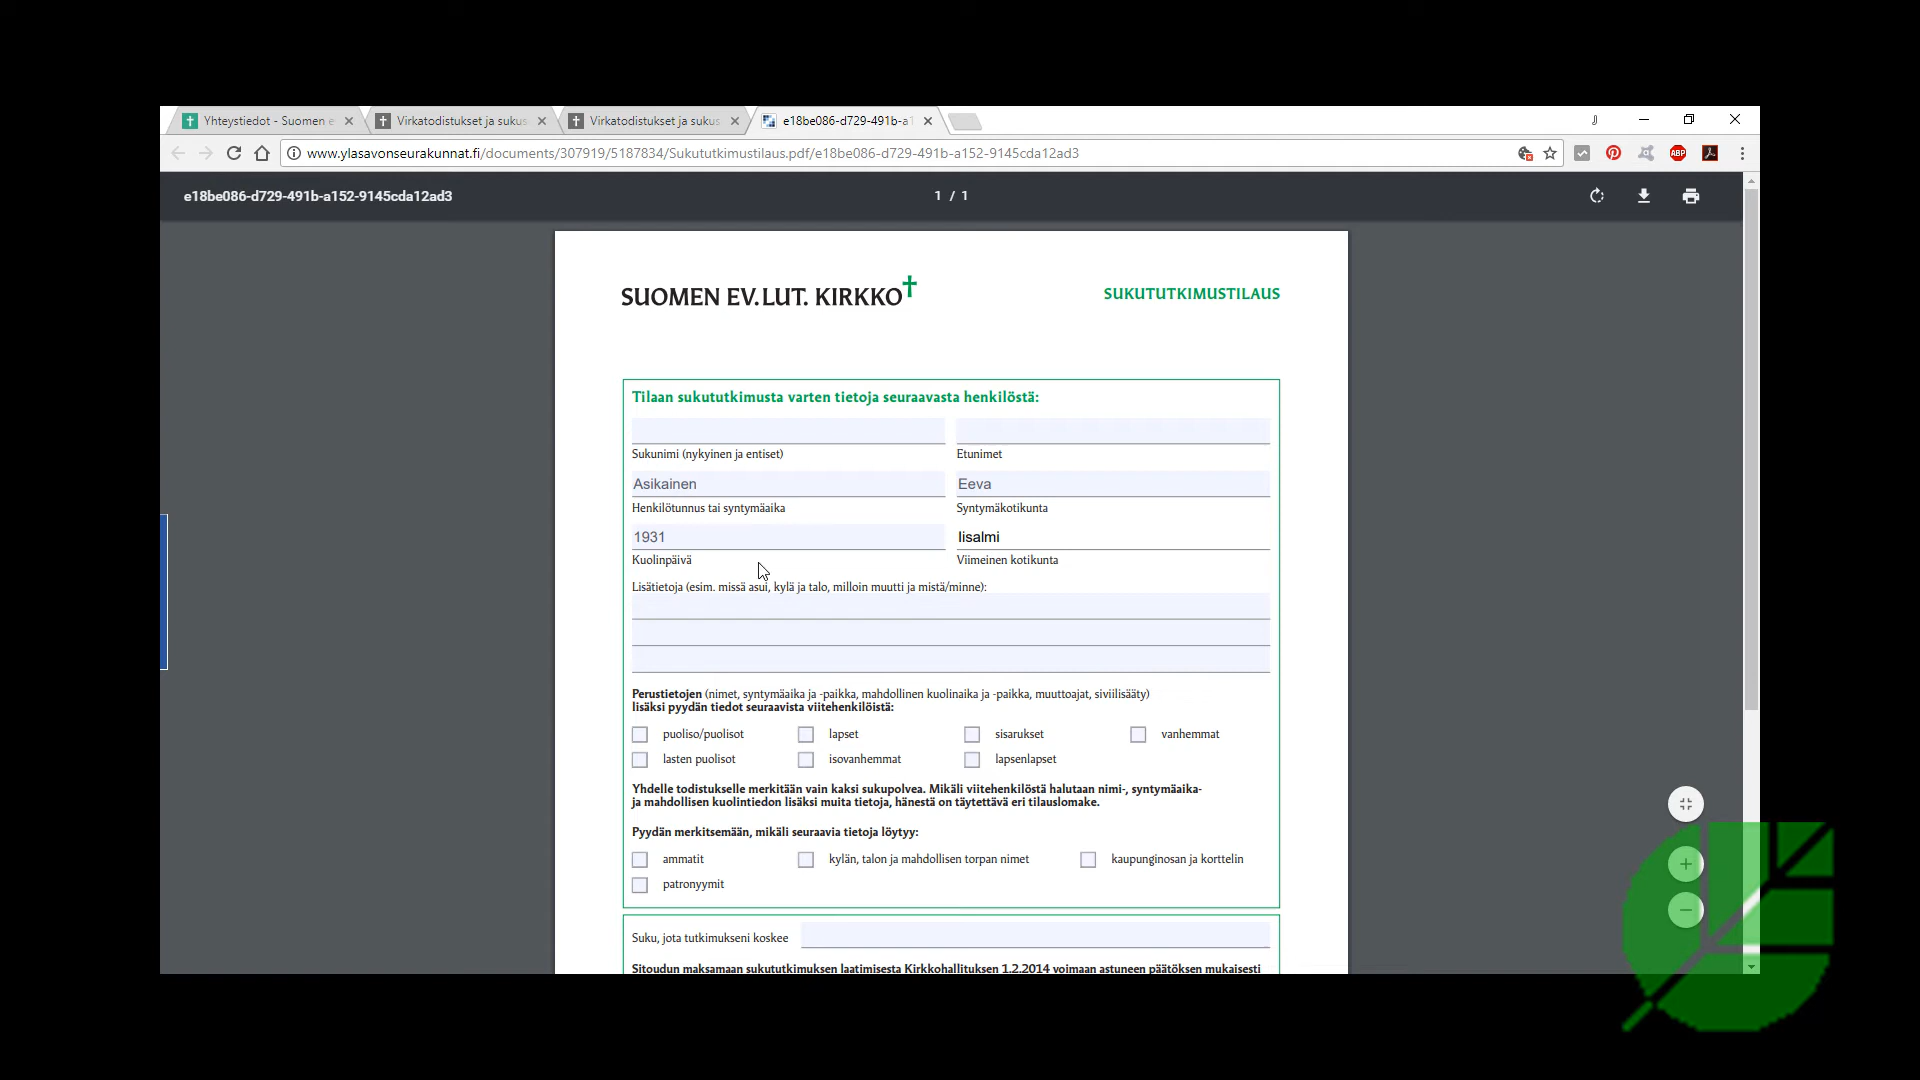 Yhteystiedot - Suomen e
Virkatodistukset ja sukus
Virkatodistukset ja sukus
e18be086-d729-491b-a1
www.ylasavonseurakunnat.fi/documents/307919/5187834/Sukututkimustilaus.pdf/e18be086-d729-491b-a152-9145cda12ad3
ABP
e18be086-d729-491b-a152-9145cda12ad3
1 / 1
SUOMEN EV.LUT. KIRKKO
SUKUTUTKIMUSTILAUS
Tilaan sukututkimusta varten tietoja seuraavasta henkilöstä:
Sukunimi (nykyinen ja entiset)
Etunimet
Asikainen
Eeva
Henkilötunnus tai syntymäaika
Syntymäkotikunta
1931
Iisalmi
Kuolinpäivä
Viimeinen kotikunta
Lisätietoja (esim. missä asui, kylä ja talo, milloin muutti ja mistä/minne):
Perustietojen (nimet, syntymäaika ja -paikka, mahdollinen kuolinaika ja -paikka, muuttoajat, siviilisääty)
lisäksi pyydän tiedot seuraavista viitehenkilöistä:
puoliso/puolisot
lapset
sisarukset
vanhemmat
lasten puolisot
isovanhemmat
lapsenlapset
Yhdelle todistukselle merkitään vain kaksi sukupolvea. Mikäli viitehenkilöstä halutaan nimi-, syntymäaika-
ja mahdollisen kuolintiedon lisäksi muita tietoja, hänestä on täytettävä eri tilauslomake.
Pyydän merkitsemään, mikäli seuraavia tietoja löytyy:
ammatit
kylän, talon ja mahdollisen torpan nimet
kaupunginosan ja korttelin
patronyymit
Suku, jota tutkimukseni koskee
Sitoudun maksamaan sukututkimuksen laatimisesta Kirkkohallituksen 1.2.2014 voimaan astuneen päätöksen mukaisesti